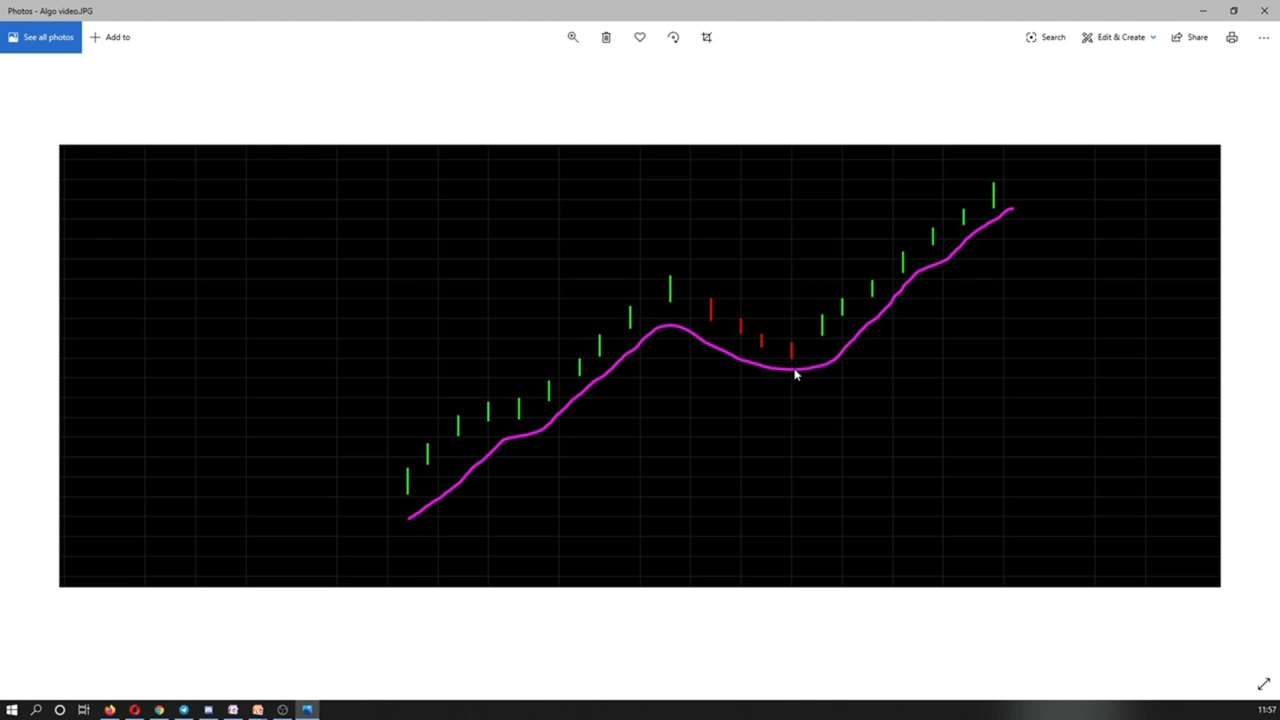 Photos - Algo video.JPG
See all photos
Add to
Search
Edit & Create
Share
11:57